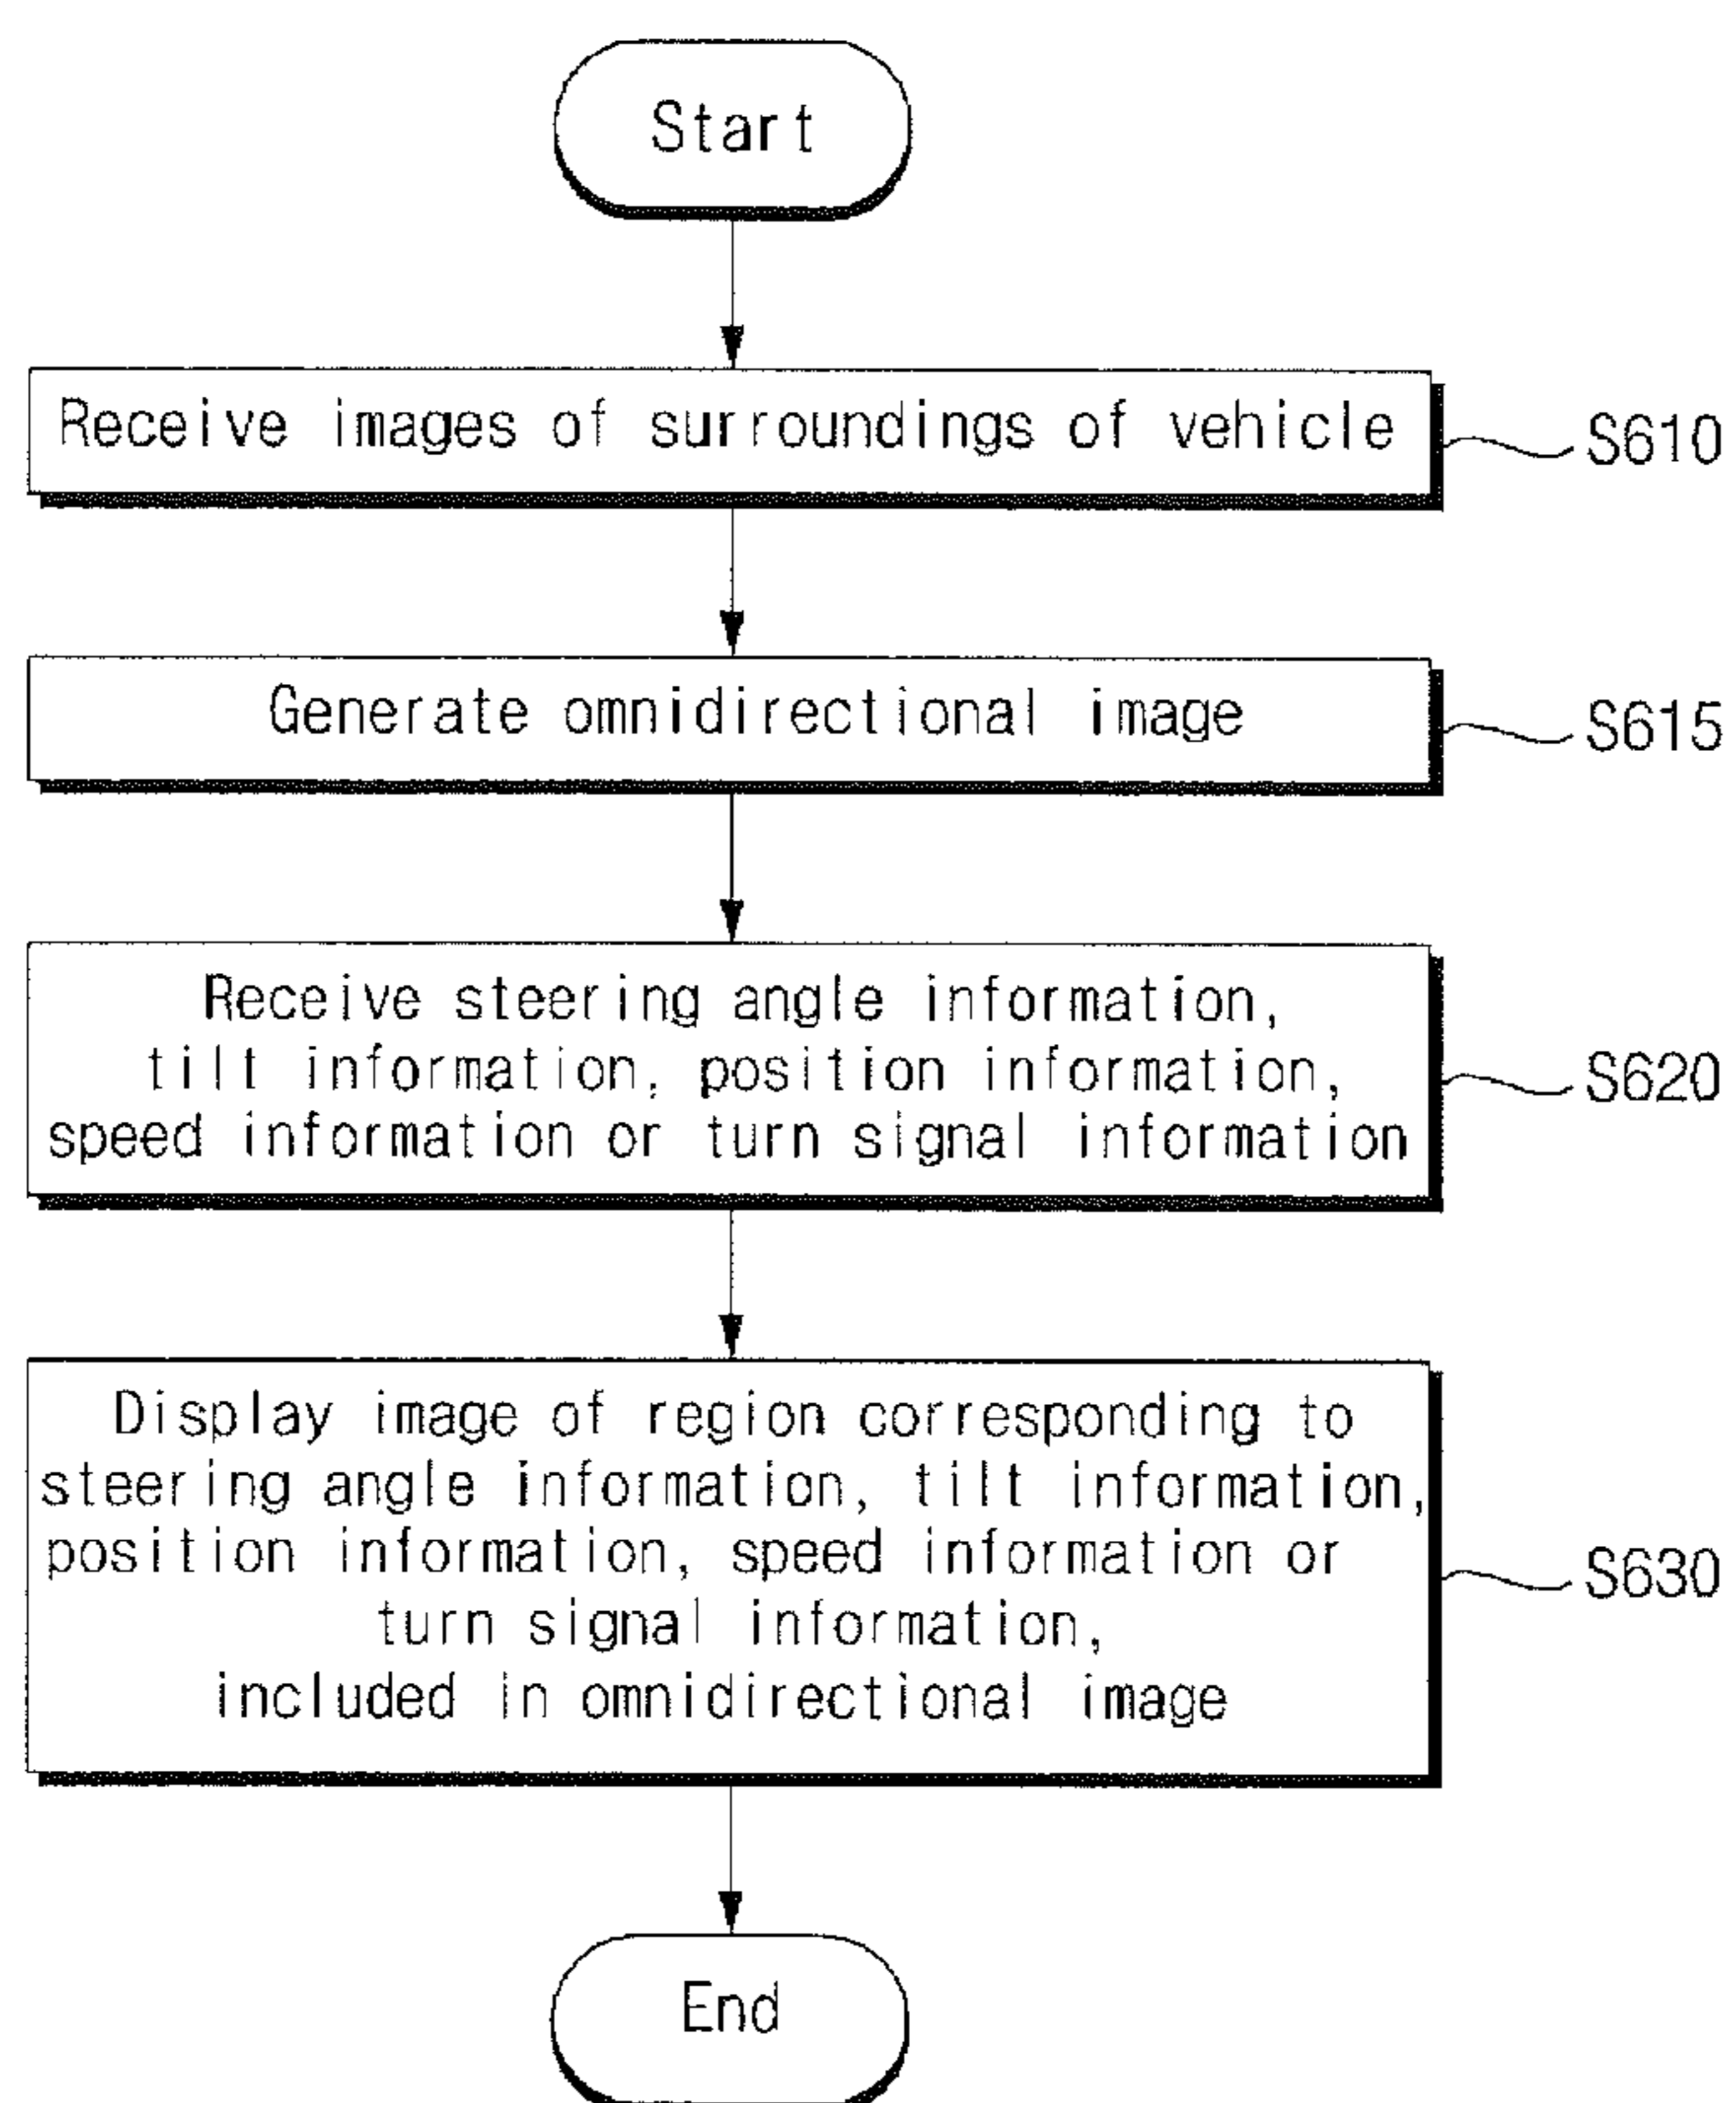 Start
Receive images of surroundings of vehicle
S610
Generate omnidirectional image
S615
Receive steering angle information,
tilt information, position information,
speed information or turn signal information
S620
Display image of region corresponding to
steering angle information, tilt information,
position information, speed information or
turn signal information,
included in omnidirectional image
S630
End